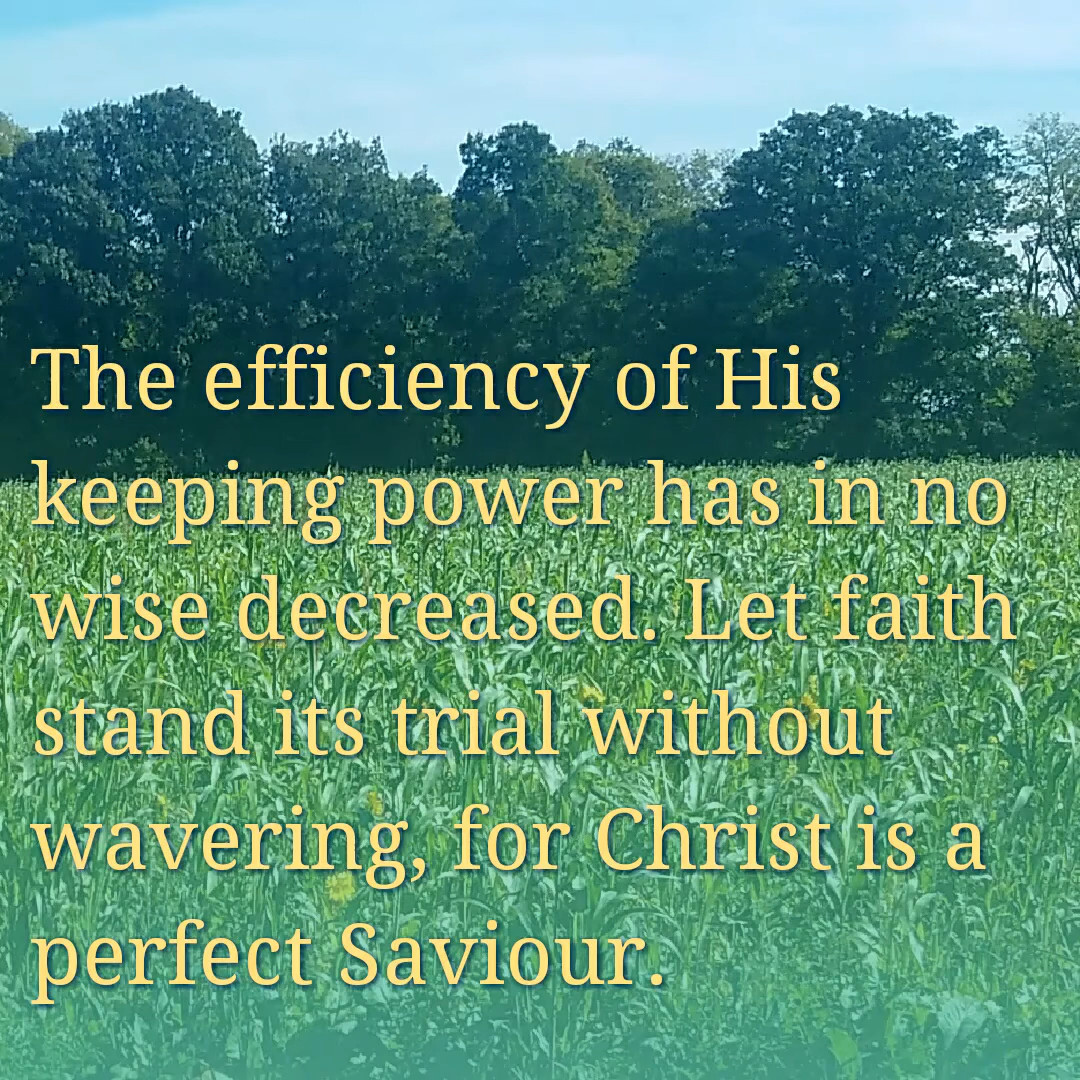 The efficiency of His
keeping power has in no
wise decreased. Let faith
stand its trial without
wavering, for Christ is a
perfect Saviour.